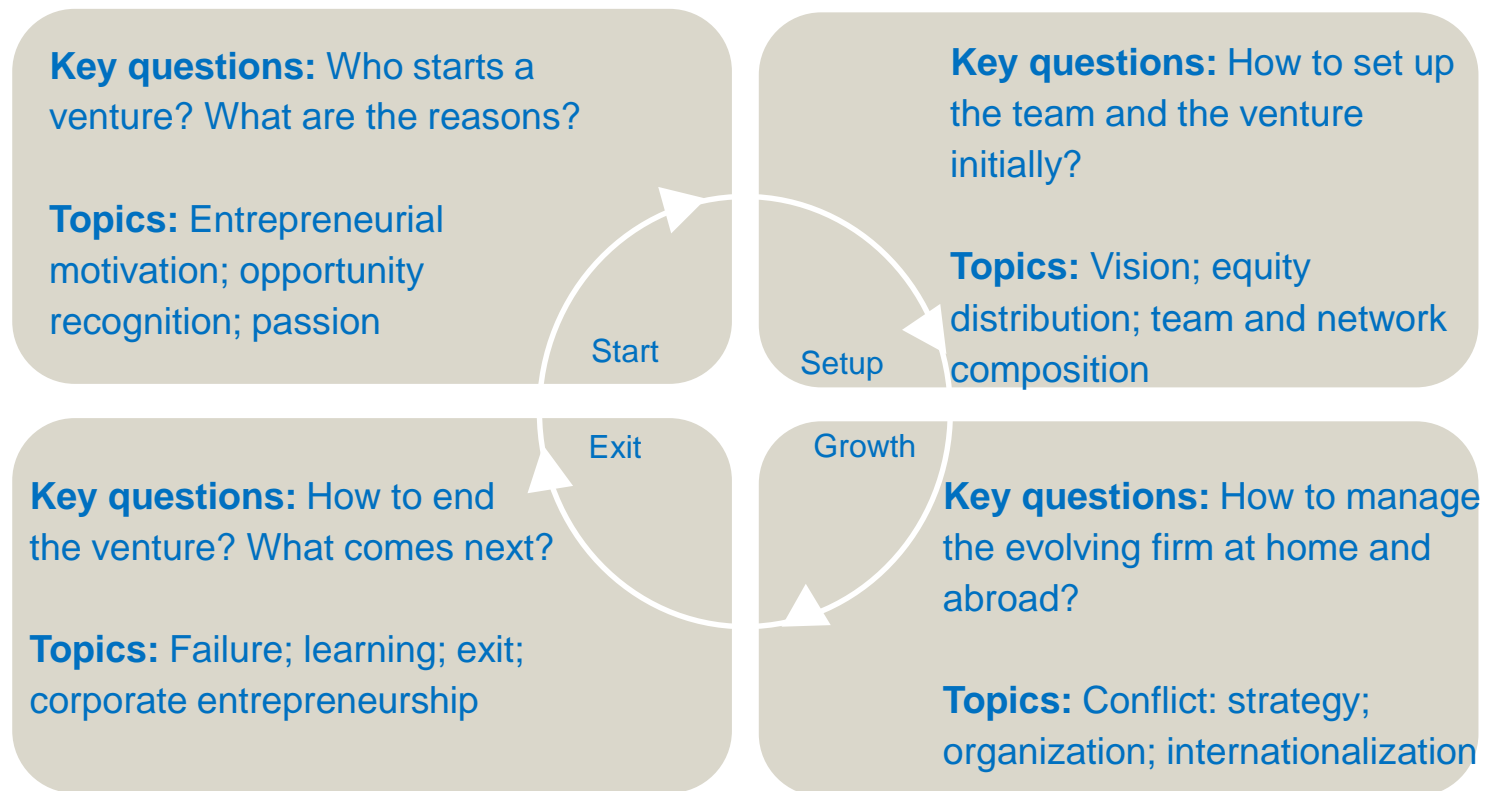 Key questions: Who starts a
venture? What are the reasons?
Topics: Entrepreneurial
motivation; opportunity
recognition; passion
Start
Key questions: How to set up
the team and the venture
initially?
Topics: Vision; equity
distribution; team and network
composition
Setup
Exit
Key questions: How to end
the venture? What comes next?
Topics: Failure; learning; exit;
corporate entrepreneurship
Growth
Key questions: How to manage
the evolving firm at home and
abroad?
Topics: Conflict: strategy;
organization; internationalization